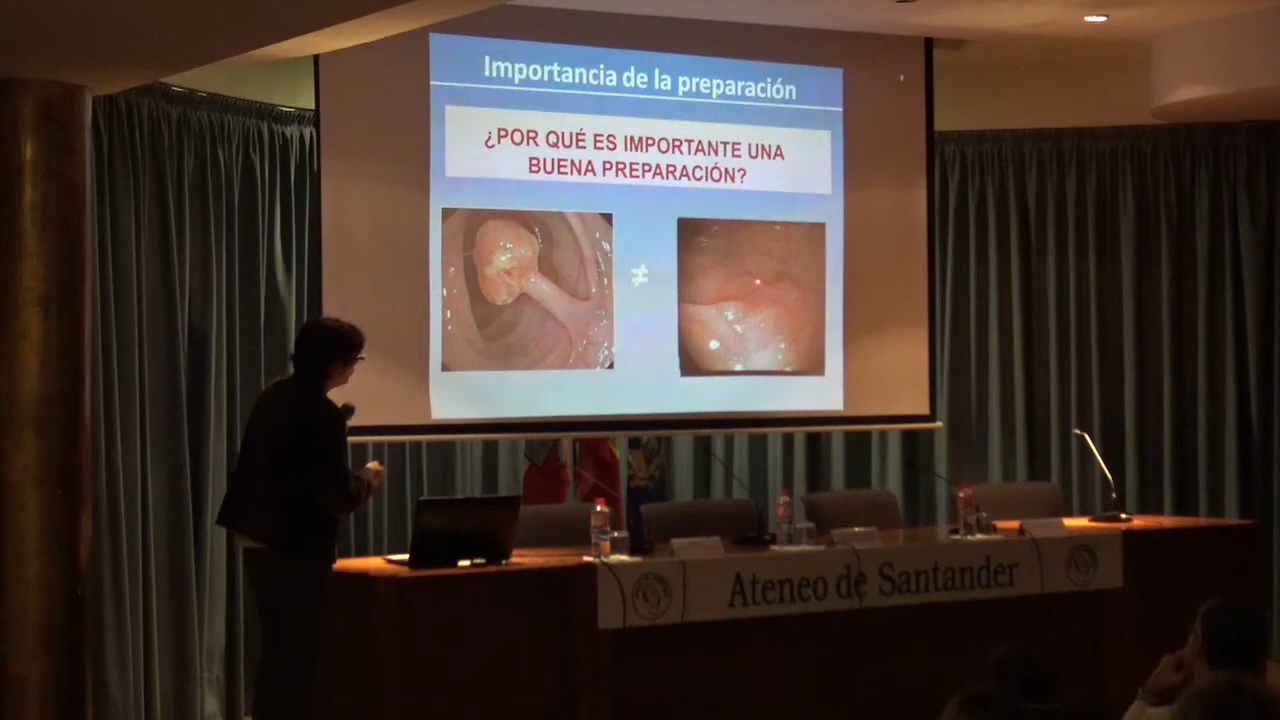 Importancia de la preparación
¿POR QUÉ ES IMPORTANTE UNA
BUENA PREPARACIÓN?
≠
Ateneo de Santander